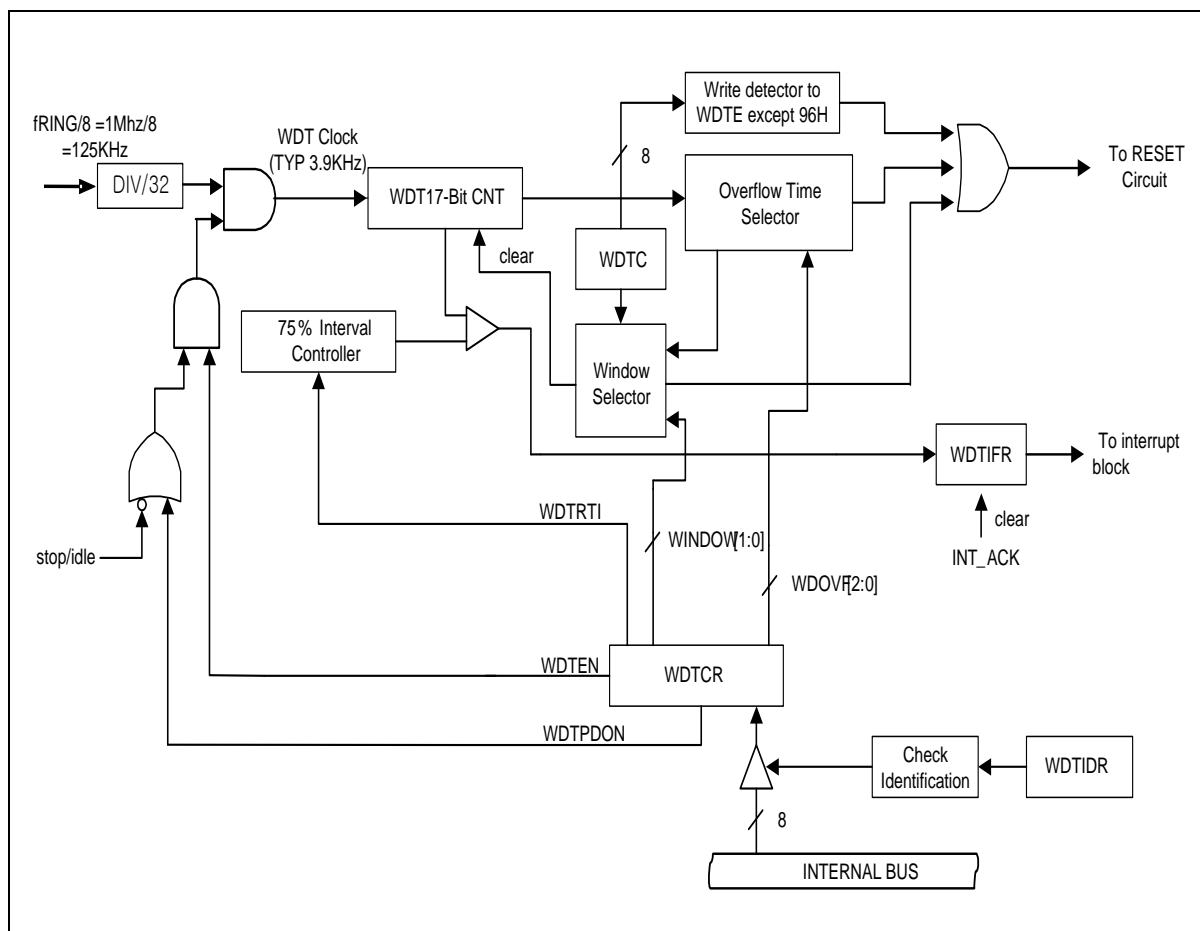 Write detector to
WDTE except 96H
fRING/8 =1Mhz/8
=125KHz
WDT Clock
(TYP 3.9KHz)
8
To RESET
Circuit
DIV/32
WDT17-Bit CNT
Overflow Time
Selector
clear
WDTC
75% Interval
Controller
Window
Selector
WDTIFR
To interrupt
block
clear
INT_ACK
stop/idle
WDTRTI
WINDOW[1:0]
WDOVF[2:0]
WDTEN
WDTCR
WDTPDON
Check
Identification
WDTIDR
8
INTERNAL BUS